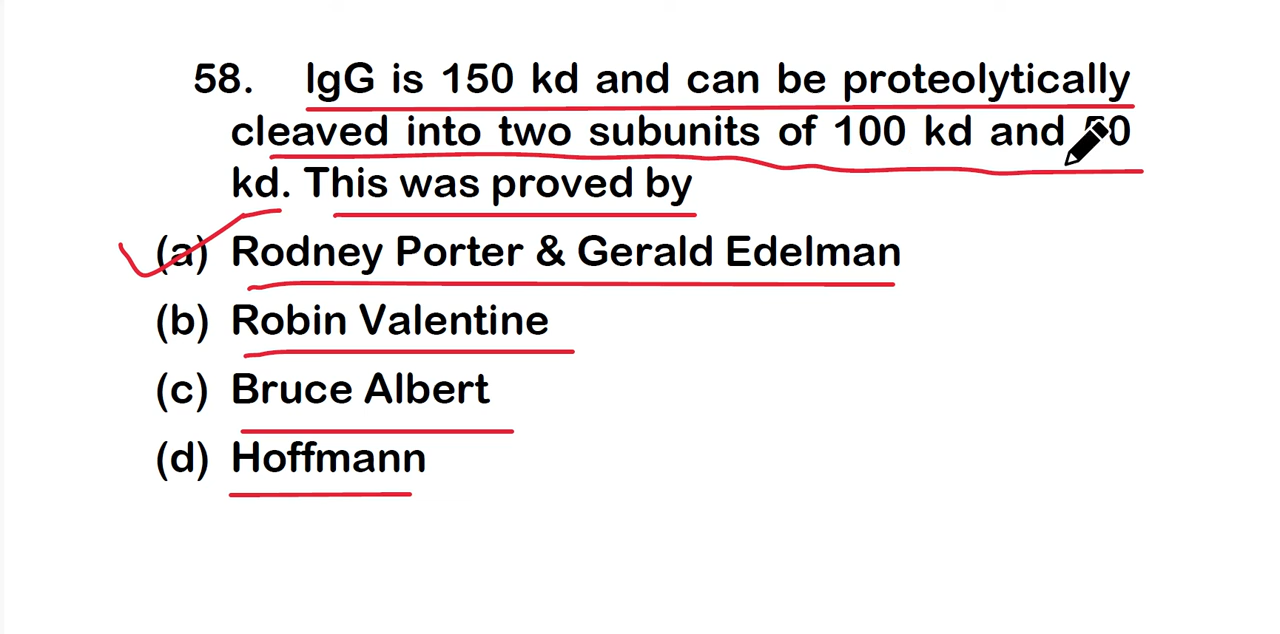 58. IgG is 150 kd and can be proteolytically
cleaved into two subunits of 100 kd and 50
kd. This was proved by
(a) Rodney Porter & Gerald Edelman
(b) Robin Valentine
(c) Bruce Albert
(d) Hoffmann